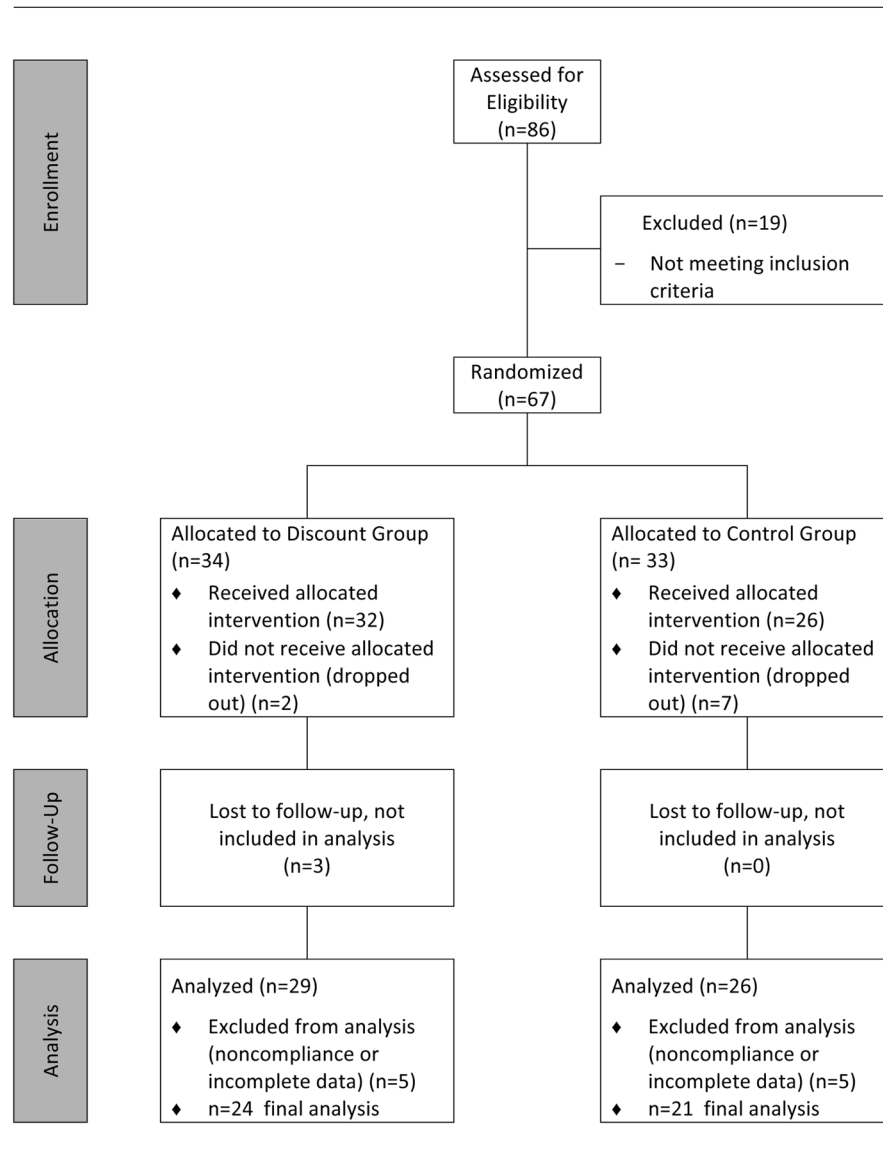 Enrollment
Assessed for
Eligibility
(n=86)
Excluded (n=19)
– Not meeting inclusion
criteria
Randomized
(n=67)
Allocation
Allocated to Discount Group
(n=34)
♦ Received allocated
intervention (n=32)
♦ Did not receive allocated
intervention (dropped
out) (n=2)
Allocated to Control Group
(n= 33)
♦ Received allocated
intervention (n=26)
♦ Did not receive allocated
intervention (dropped
out) (n=7)
Follow-Up
Lost to follow-up, not
included in analysis
(n=3)
Lost to follow-up, not
included in analysis
(n=0)
Analysis
Analyzed (n=29)
♦ Excluded from analysis
(noncompliance or
incomplete data) (n=5)
♦ n=24 final analysis
Analyzed (n=26)
♦ Excluded from analysis
(noncompliance or
incomplete data) (n=5)
♦ n=21 final analysis